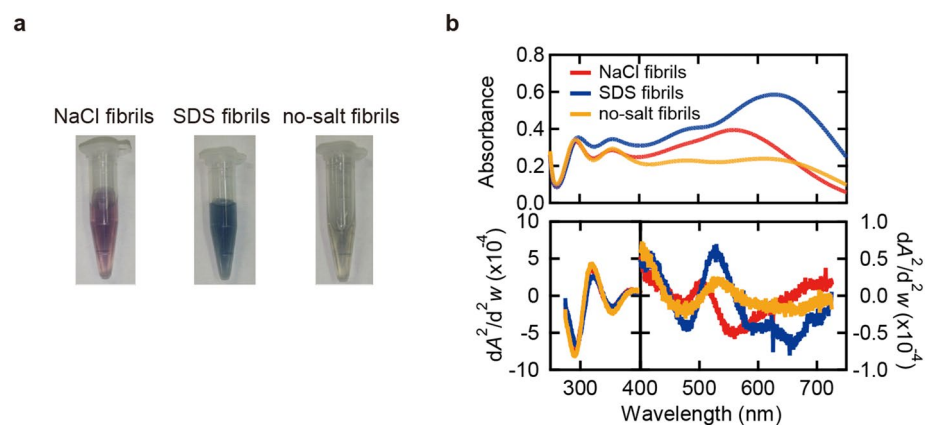 a
NaCl fibrils SDS fibrils no-salt fibrils
b
Absorbance
0.8
0.6
0.4
0.2
0.0
NaCl fibrils
SDS fibrils
no-salt fibrils
dA²/d²w (x10⁻⁴)
10
5
0
-5
-10
1.0
0.5
0.0
-0.5
-1.0
dA²/d²w (x10⁻⁴)
300 400 500 600 700
Wavelength (nm)